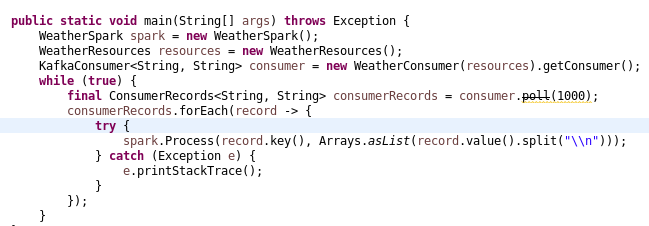 public static void main(String[] args) throws Exception {
    WeatherSpark spark = new WeatherSpark();
    WeatherResources resources = new WeatherResources();
    KafkaConsumer<String, String> consumer = new WeatherConsumer(resources).getConsumer();
    while (true) {
        final ConsumerRecords<String, String> consumerRecords = consumer.poll(1000);
        consumerRecords.forEach(record -> {
            try {
                spark.Process(record.key(), Arrays.asList(record.value().split("\\n")));
            } catch (Exception e) {
                e.printStackTrace();
            }
        });
    }